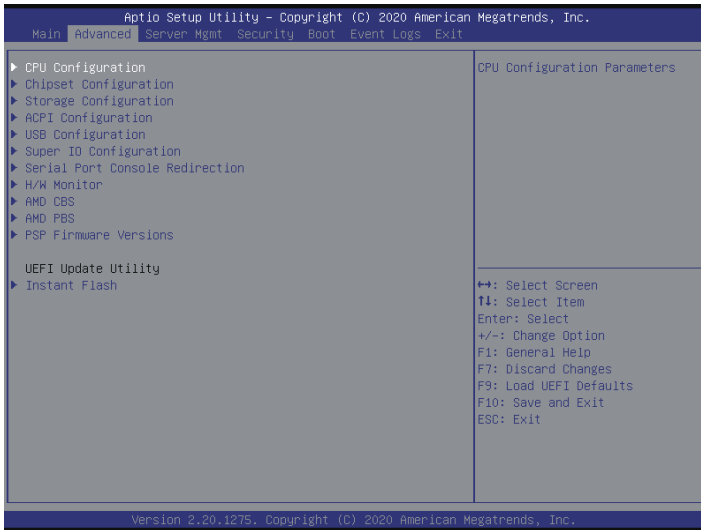 Aptio Setup Utility – Copyright (C) 2020 American Megatrends, Inc.
Main Advanced Server Mgmt Security Boot Event Logs Exit
CPU Configuration
Chipset Configuration
Storage Configuration
ACPI Configuration
USB Configuration
Super IO Configuration
Serial Port Console Redirection
H/W Monitor
AMD CBS
AMD PBS
PSP Firmware Versions
UEFI Update Utility
Instant Flash
CPU Configuration Parameters
↔: Select Screen
↑↓: Select Item
Enter: Select
+/-: Change Option
F1: General Help
F7: Discard Changes
F9: Load UEFI Defaults
F10: Save and Exit
ESC: Exit
Version 2.20.1275. Copyright (C) 2020 American Megatrends, Inc.